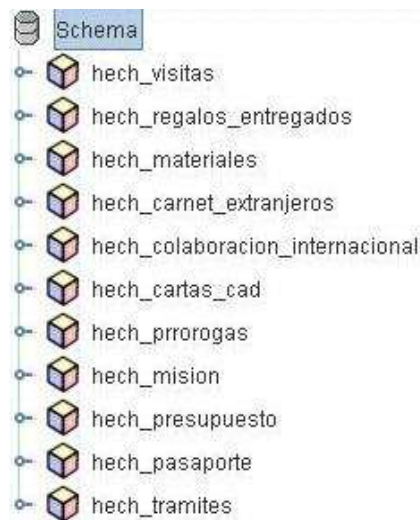 Schema
hech_visitas
hech_regalos_entregados
hech_materiales
hech_carnet_extranjeros
hech_colaboracion_internacional
hech_cartas_cad
hech_prrorogas
hech_mision
hech_presupuesto
hech_pasaporte
hech_tramites